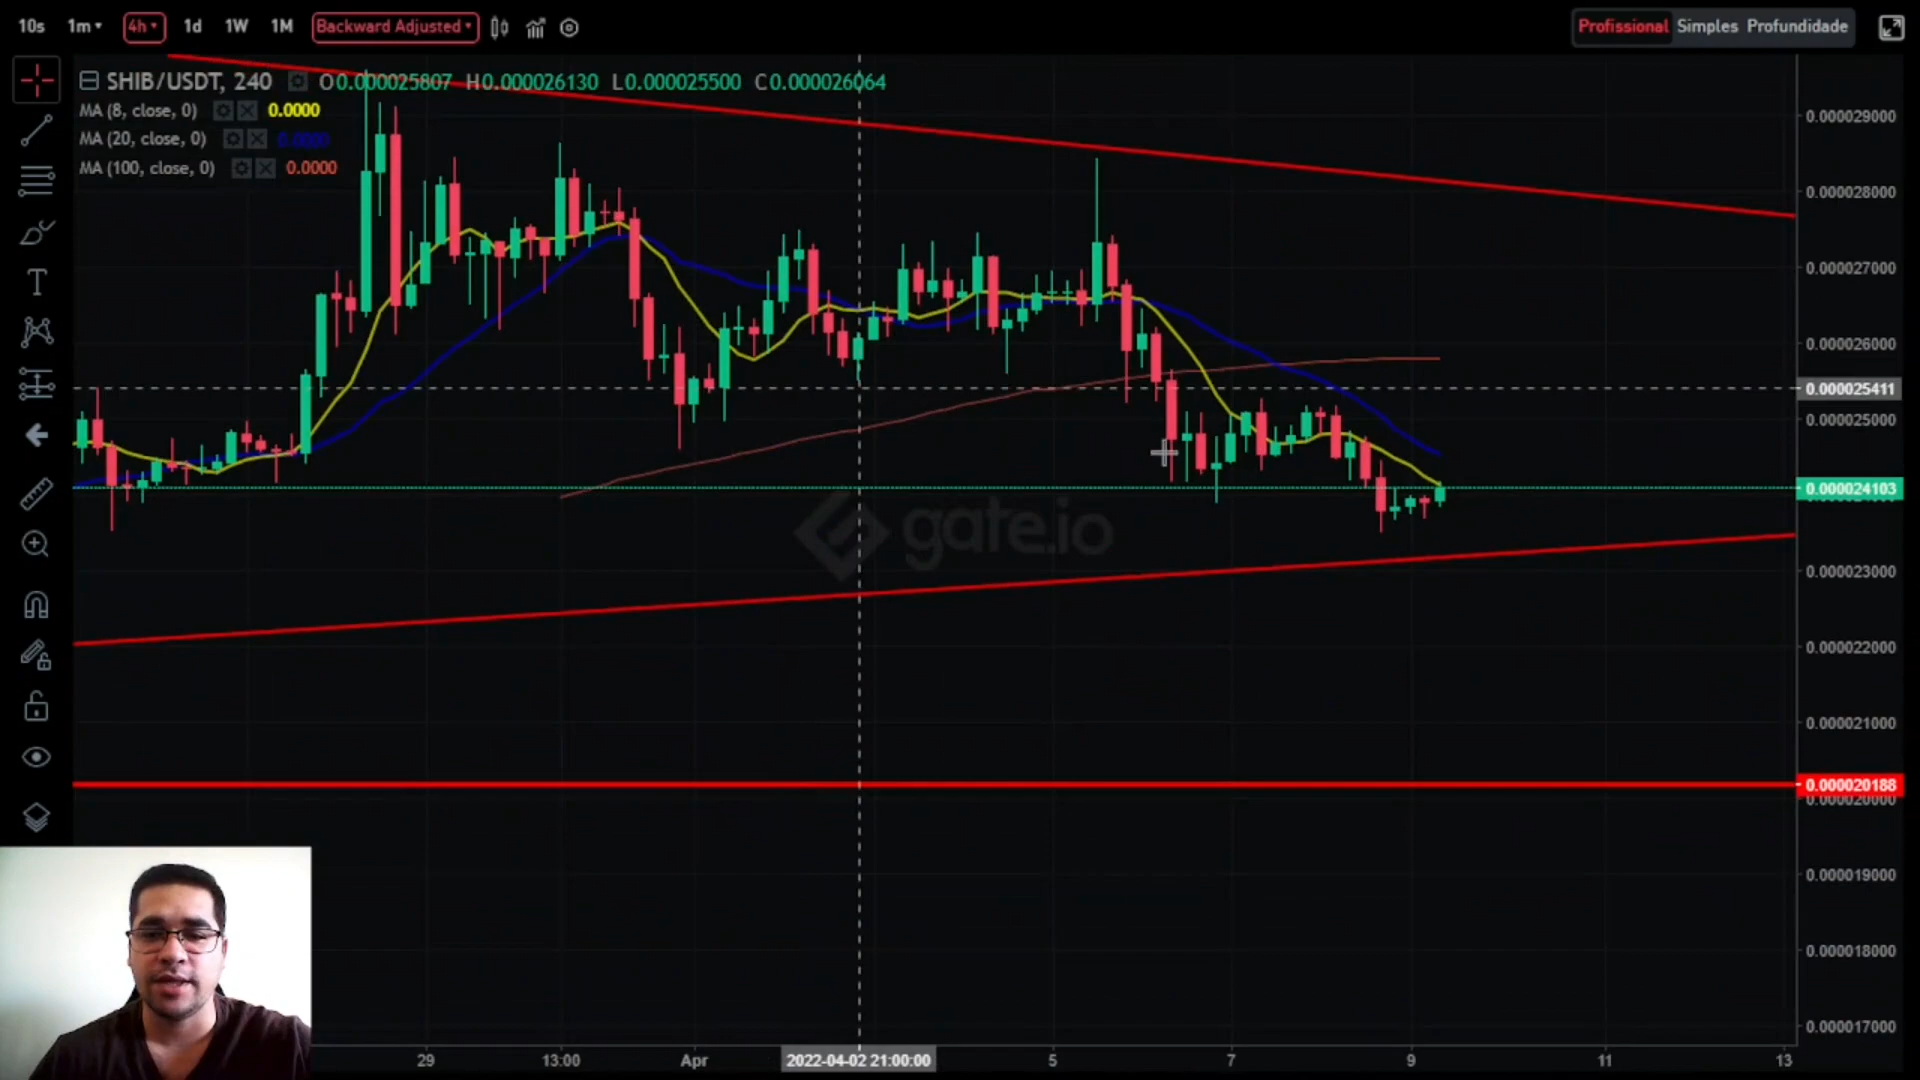 10s 1m 4h 1d 1W 1M Backward Adjusted Profissional Simples Profundidade
SHIB/USDT, 240 O0.000025807 H0.000026130 L0.000025500 C0.000026064
MA (8, close, 0) 0.0000
MA (20, close, 0) 0.0000
MA (100, close, 0) 0.0000
0.000029000
0.000028000
0.000027000
0.000026000
0.000025411
0.000025000
0.000024103
gate.io
0.000023000
0.000022000
0.000021000
0.000020188
0.000020000
0.000019000
0.000018000
0.000017000
29 13:00 Apr 2022-04-02 21:00:00 5 7 9 11 13